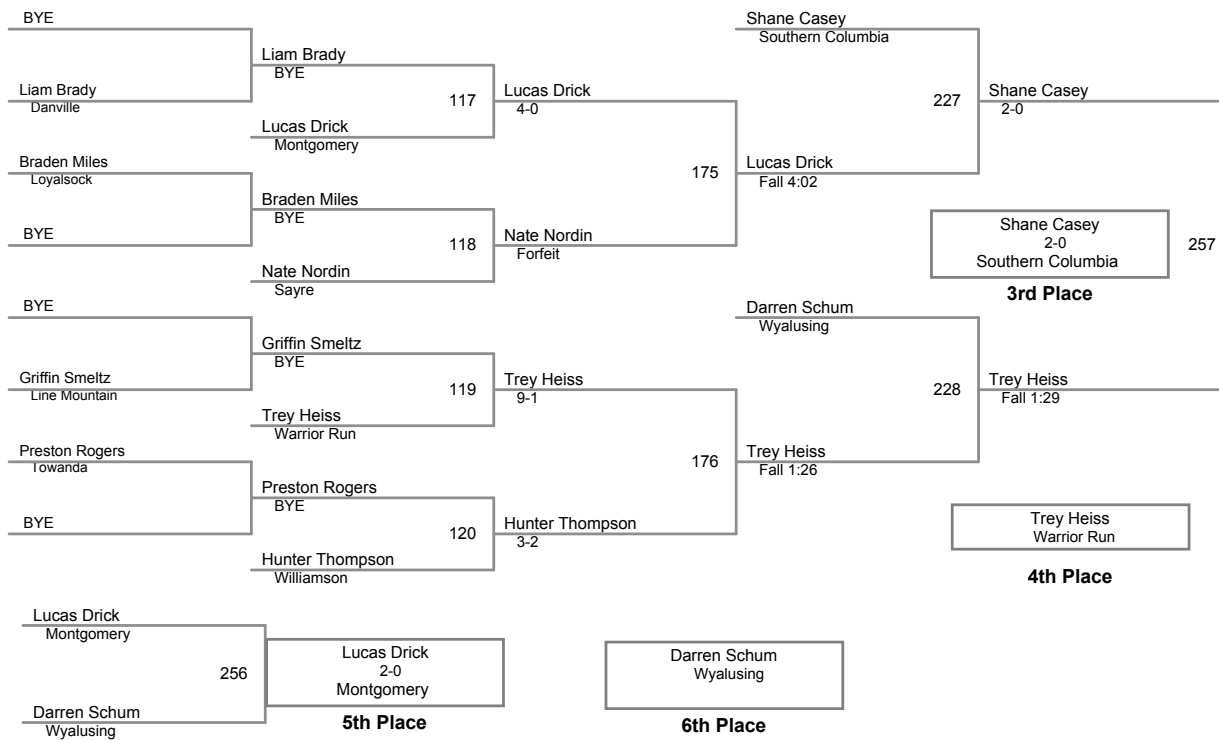 BYE
Liam Brady
Danville
Braden Miles
Loyalsock
BYE
BYE
Griffin Smeltz
Line Mountain
Preston Rogers
Towanda
BYE
Liam Brady
BYE
117
Lucas Drick
Montgomery
Braden Miles
BYE
118
Nate Nordin
Sayre
Griffin Smeltz
BYE
119
Trey Heiss
Warrior Run
Preston Rogers
BYE
120
Hunter Thompson
Williamson
Lucas Drick
4-0
175
Nate Nordin
Forfeit
Trey Heiss
9-1
176
Hunter Thompson
3-2
Shane Casey
Southern Columbia
227
Lucas Drick
Fall 4:02
Darren Schum
Wyalusing
228
Trey Heiss
Fall 1:26
Shane Casey
2-0
Shane Casey
2-0
Southern Columbia
257
3rd Place
Trey Heiss
Fall 1:29
Trey Heiss
Warrior Run
4th Place
Lucas Drick
Montgomery
256
Darren Schum
Wyalusing
Lucas Drick
2-0
Montgomery
5th Place
Darren Schum
Wyalusing
6th Place